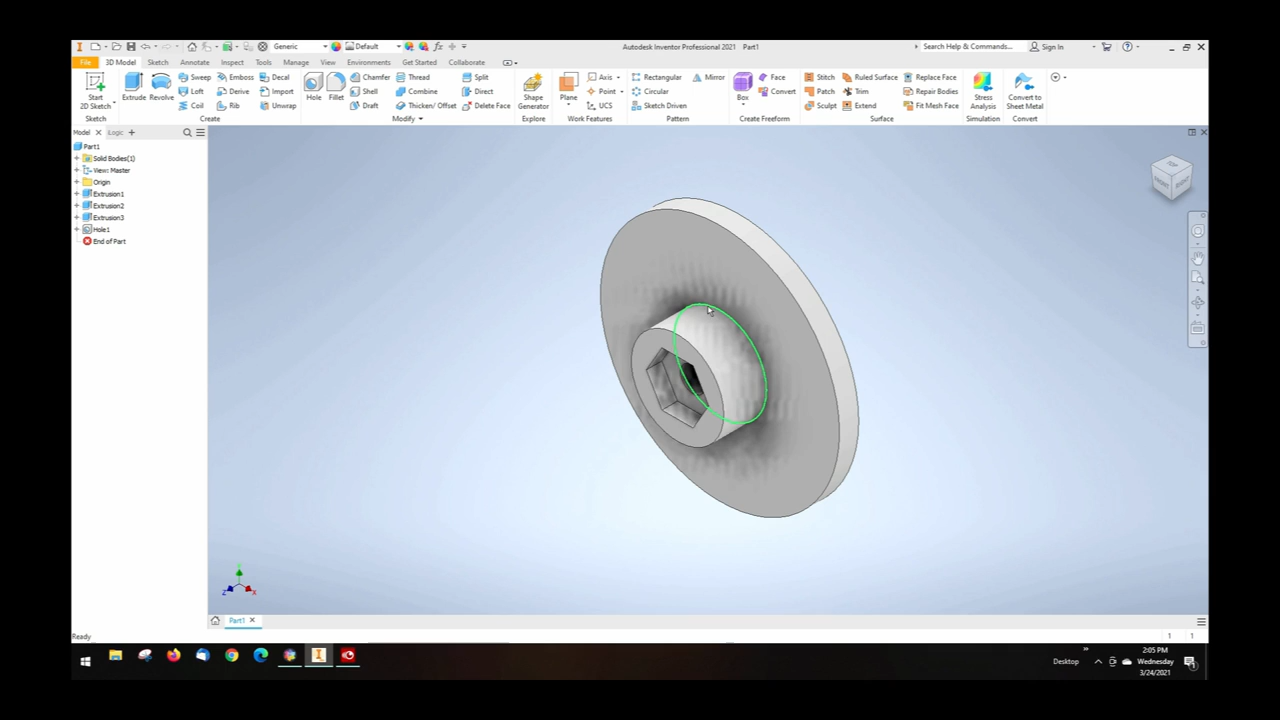 Generic
Default
fx
Autodesk Inventor Professional 2021 Part1
Search Help & Commands...
Sign In
File 3D Model Sketch Annotate Inspect Tools Manage View Environments Get Started Collaborate
Start
2D Sketch
Extrude
Revolve
Sweep
Emboss
Decal
Loft
Derive
Import
Coil
Rib
Unwrap
Hole
Fillet
Chamfer
Thread
Split
Shell
Combine
Direct
Draft
Thicken/ Offset
Delete Face
Shape
Generator
Plane
Axis
Point
UCS
Rectangular
Mirror
Circular
Sketch Driven
Box
Face
Convert
Stitch
Ruled Surface
Replace Face
Patch
Trim
Repair Bodies
Sculpt
Extend
Fit Mesh Face
Stress
Analysis
Convert to
Sheet Metal
Sketch
Create
Modify
Explore
Work Features
Pattern
Create Freeform
Surface
Simulation
Convert
Model
Logic
Part1
Solid Bodies(1)
View: Master
Origin
Extrusion1
Extrusion2
Extrusion3
Hole1
End of Part
TOP
Z
X
Part1
Ready
1 1
Desktop
2:05 PM
Wednesday
3/24/2021